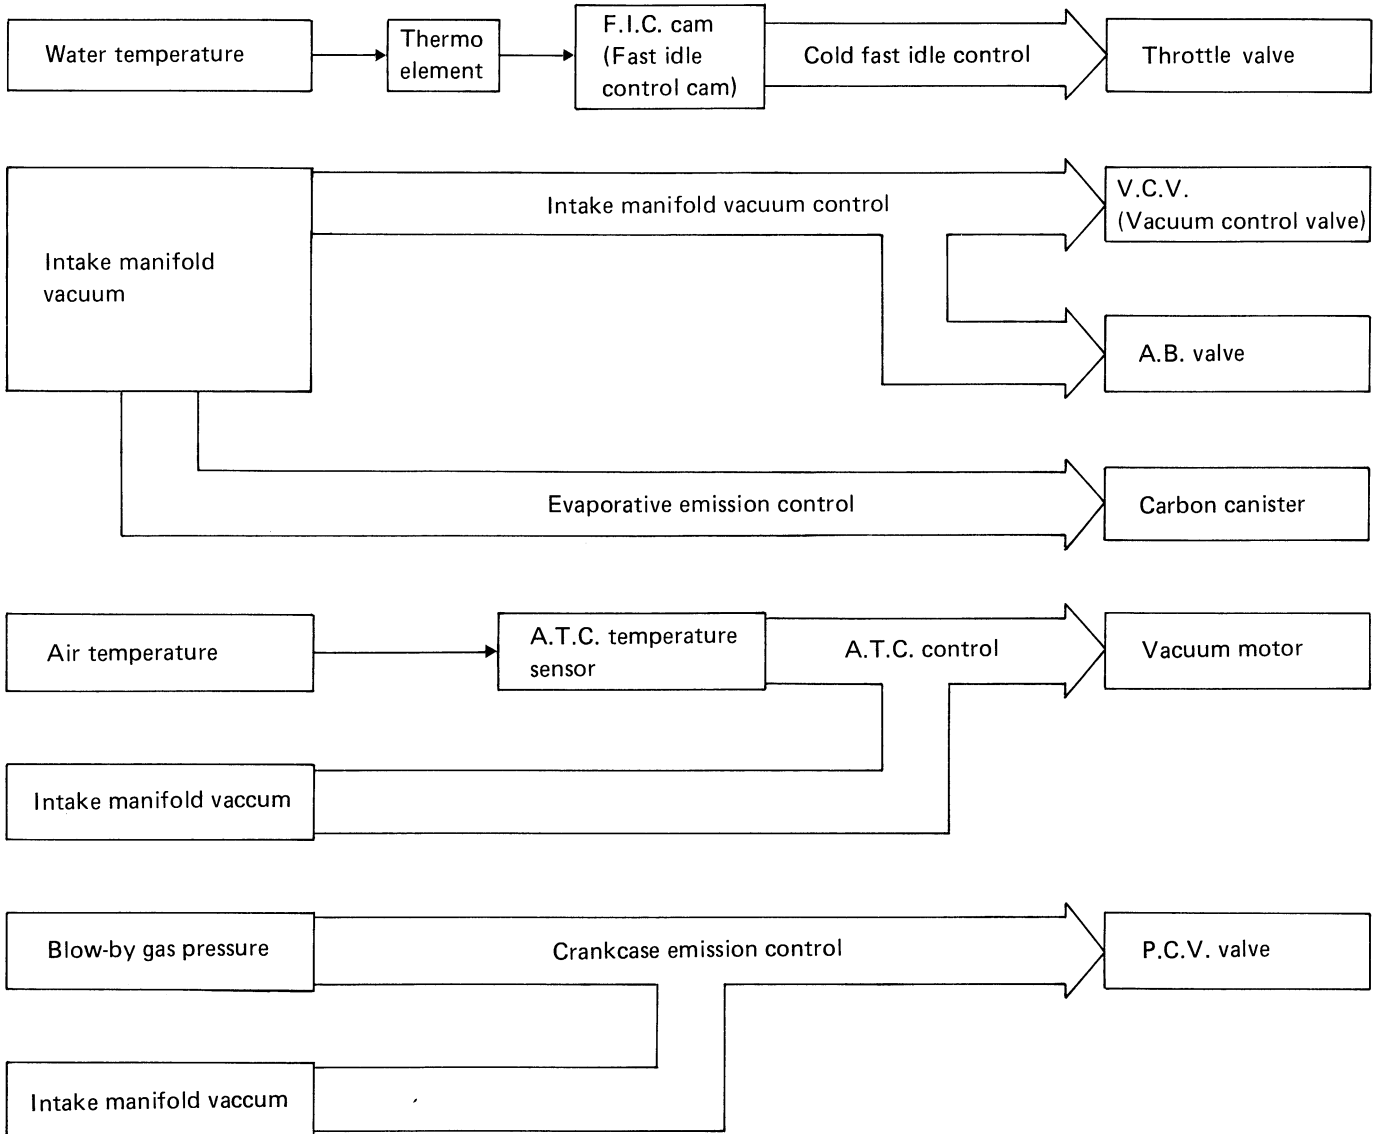 Water temperature
Thermo
element
F.I.C. cam
(Fast idle
control cam)
Cold fast idle control
Throttle valve
Intake manifold
vacuum
Intake manifold vacuum control
V.C.V.
(Vacuum control valve)
A.B. valve
Evaporative emission control
Carbon canister
Air temperature
A.T.C. temperature
sensor
A.T.C. control
Vacuum motor
Intake manifold vaccum
Blow-by gas pressure
Crankcase emission control
P.C.V. valve
Intake manifold vaccum